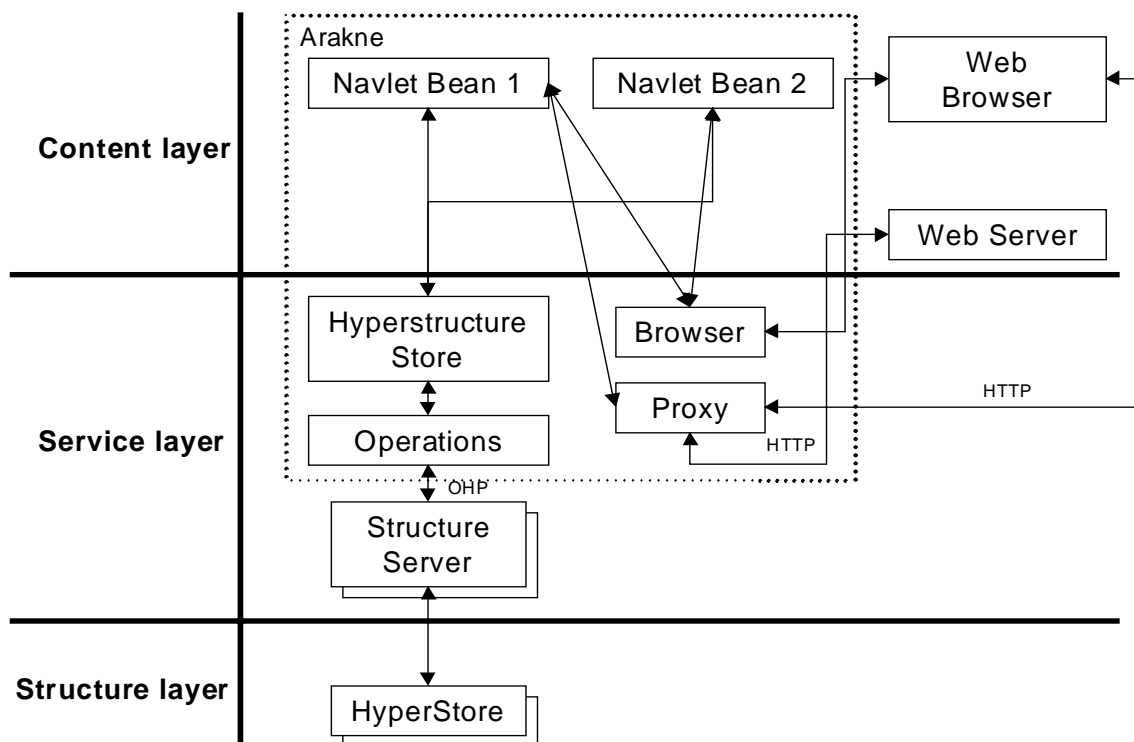 Arakne
Navlet Bean 1
Navlet Bean 2
Web
Browser
Content layer
Web Server
Hyperstructure
Store
Browser
Proxy
HTTP
Service layer
Operations
HTTP
OHP
Structure
Server
Structure layer
HyperStore